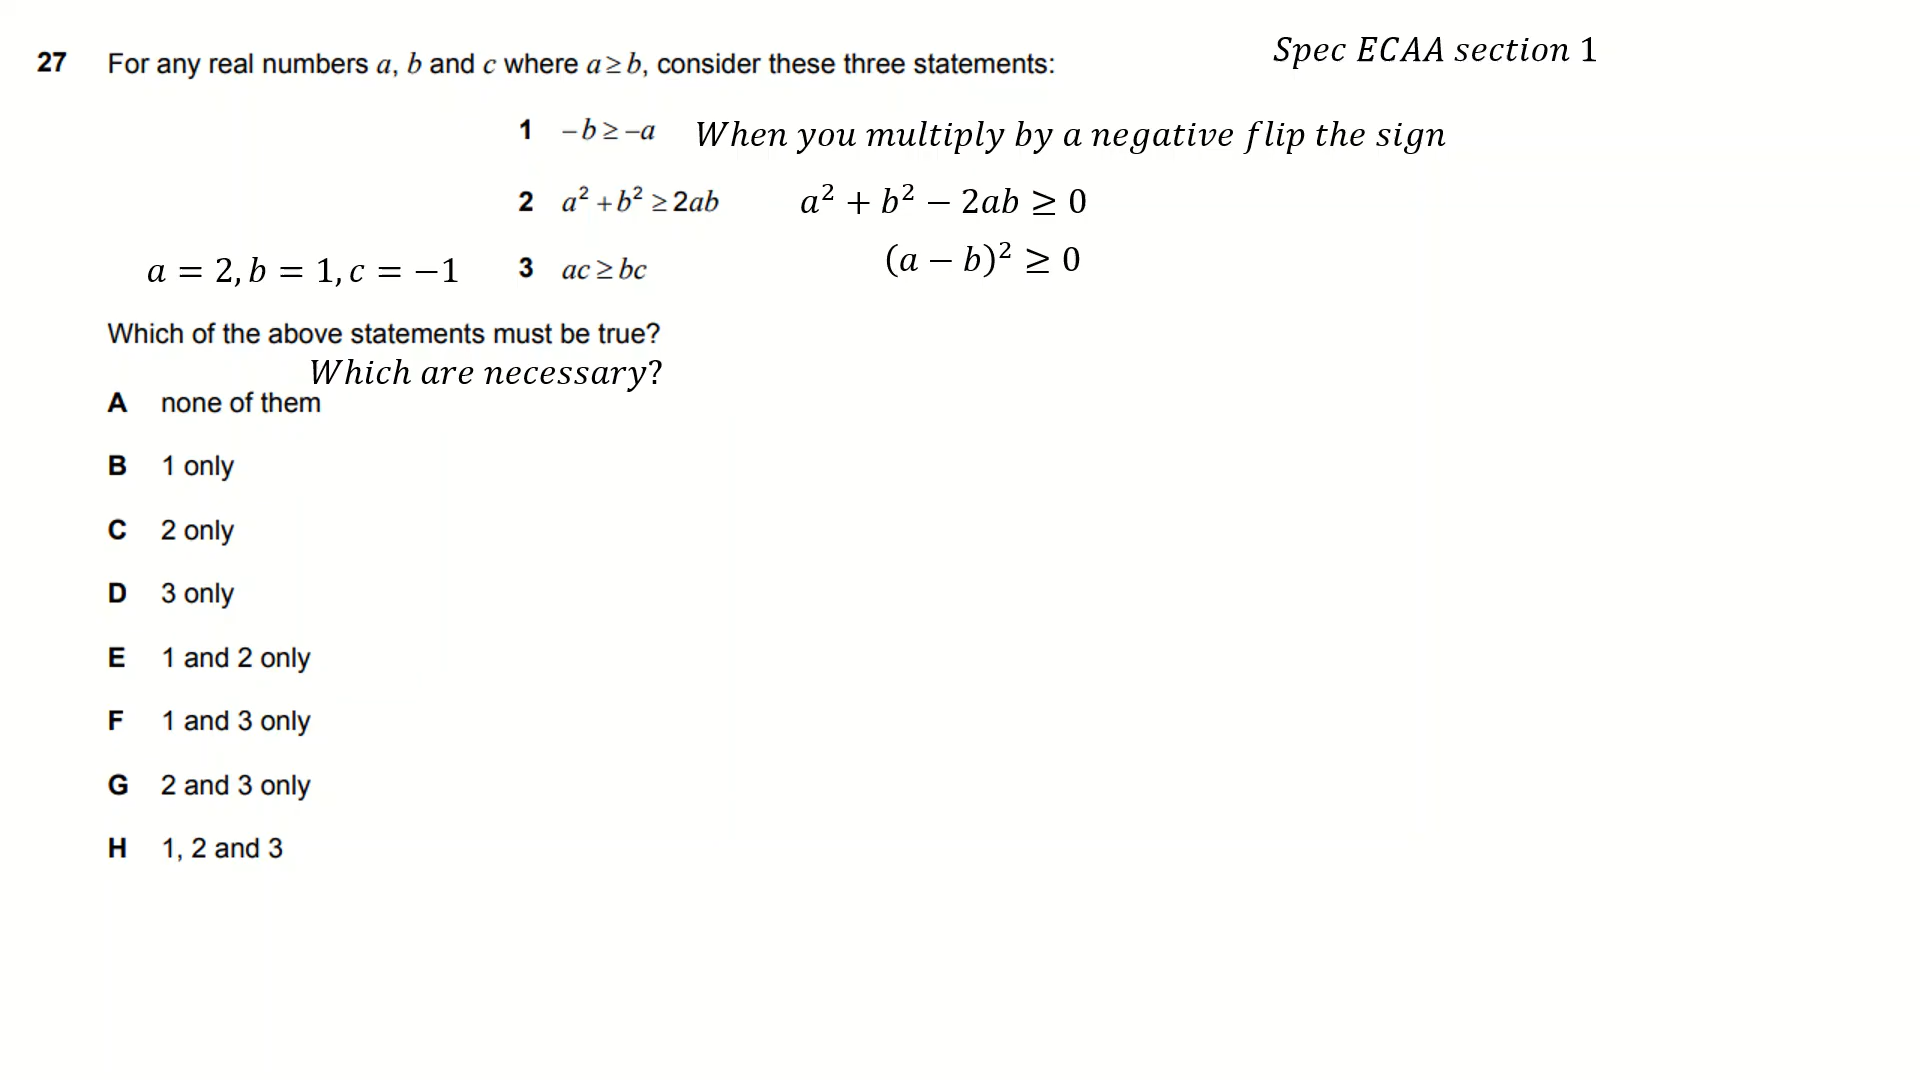 Spec ECAA section 1
27 For any real numbers a, b and c where a ≥ b, consider these three statements:
1 –b ≥ –a When you multiply by a negative flip the sign
2 a² + b² ≥ 2ab a² + b² − 2ab ≥ 0
(a − b)² ≥ 0
a = 2, b = 1, c = −1 3 ac ≥ bc
Which of the above statements must be true?
Which are necessary?
A none of them
B 1 only
C 2 only
D 3 only
E 1 and 2 only
F 1 and 3 only
G 2 and 3 only
H 1, 2 and 3